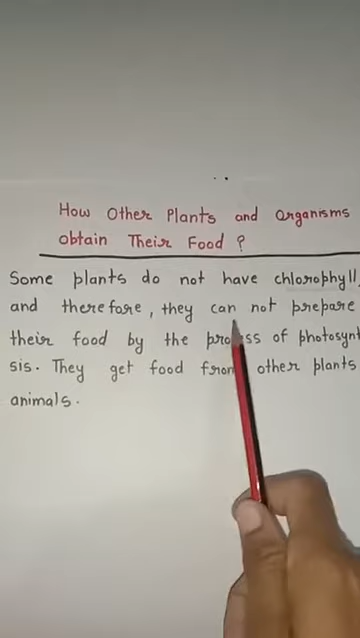 How Other Plants and Organisms
obtain Their Food ?
Some plants do not have chlorophyll,
and therefore, they can not prepare
their food by the process of photosynt
sis. They get food from other plants
animals.